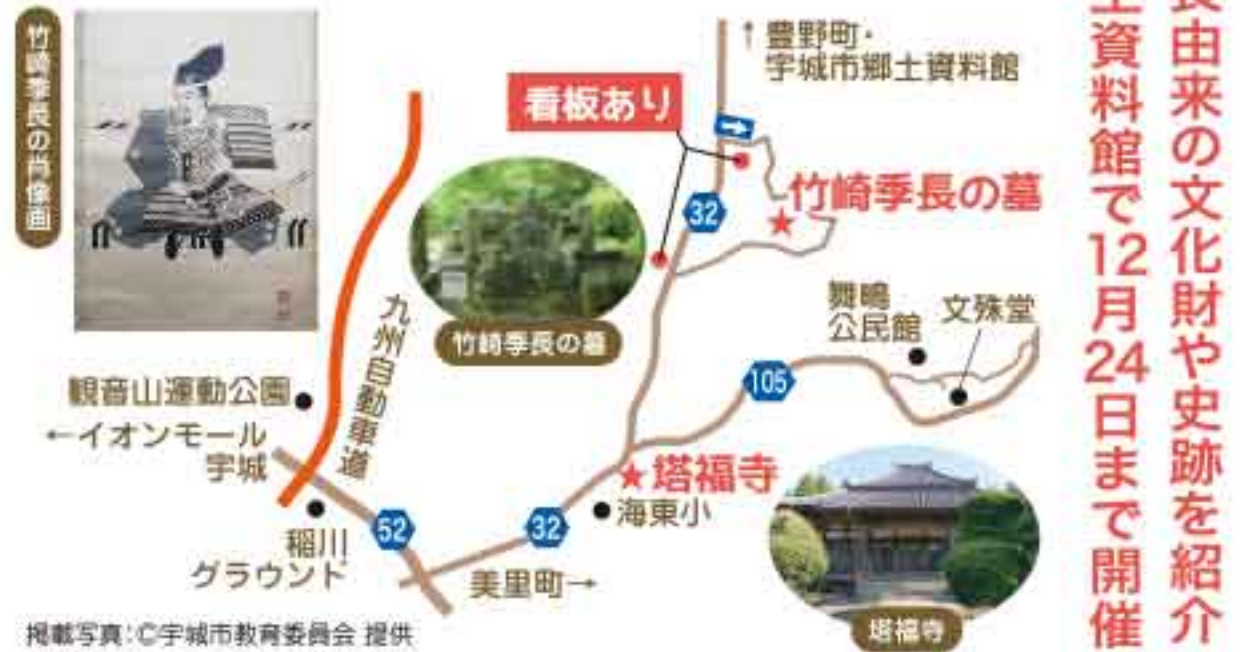 長由来の文化財や史跡を紹介
土資料館で12月24日まで開催
竹崎季長の肖像画
↑豊野町・
宇城市郷土資料館
看板あり
→
竹崎季長の墓
32
竹崎季長の墓
九州自動車道
舞鴫
公民館
文殊堂
105
観音山運動公園
←イオンモール
宇城
★塔福寺
海東小
稲川
グラウンド
52
32
美里町→
塔福寺
掲載写真:©宇城市教育委員会 提供